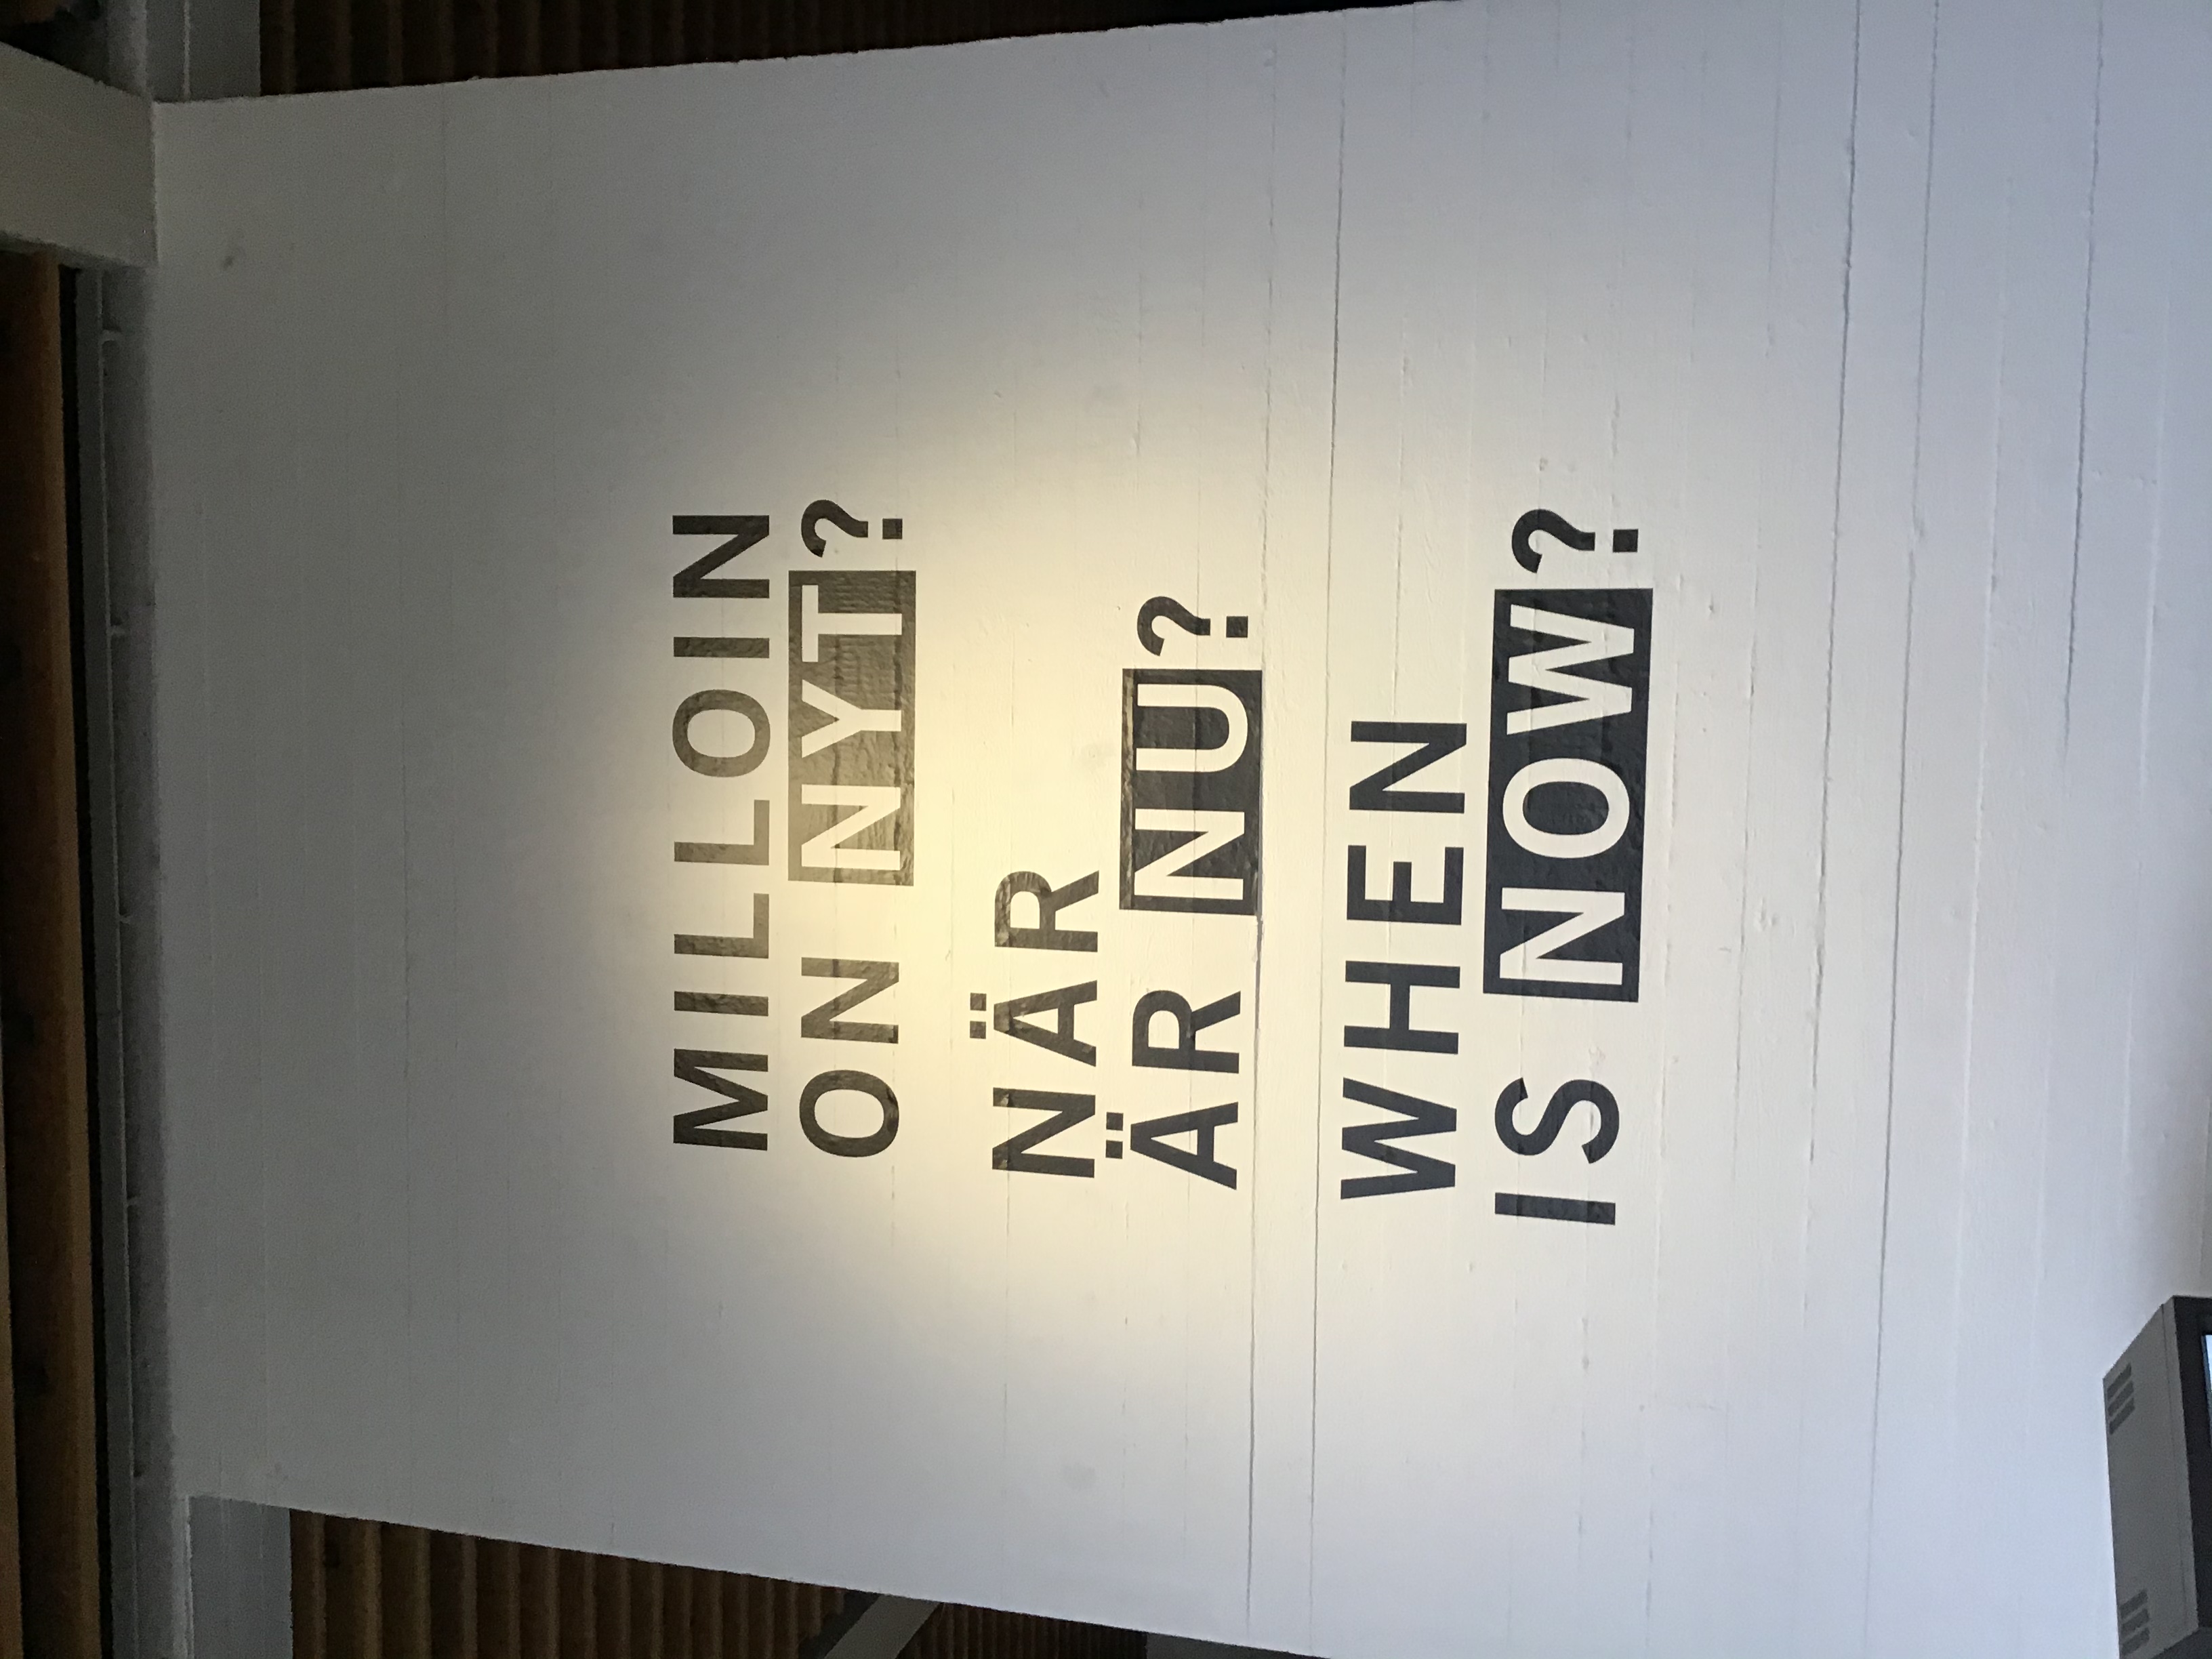 MILLOIN
ON NYT?
NÄR
ÄR NU?
WHEN
IS NOW?